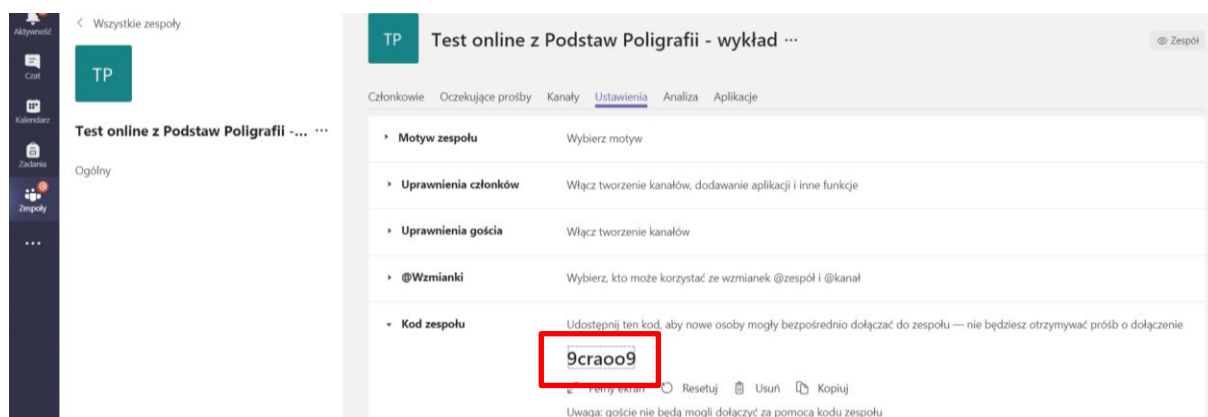 Aktywność
Czat
Kalendarz
Zadania
Zespoły
Wszystkie zespoły
TP
Test online z Podstaw Poligrafii -... ...
Ogólny
TP
Test online z Podstaw Poligrafii - wykład ...
Zespół
Członkowie Oczekujące prośby Kanały Ustawienia Analiza Aplikacje
Motyw zespołu Wybierz motyw
Uprawnienia członków Włącz tworzenie kanałów, dodawanie aplikacji i inne funkcje
Uprawnienia gościa Włącz tworzenie kanałów
@Wzmianki Wybierz, kto może korzystać ze wzmianek @zespół i @kanał
Kod zespołu Udostępnij ten kod, aby nowe osoby mogły bezpośrednio dołączać do zespołu — nie będziesz otrzymywać próśb o dołączenie
9craoo9
Pełny ekran Resetuj Usuń Kopiuj
Uwaga: goście nie będą mogli dołączyć za pomocą kodu zespołu